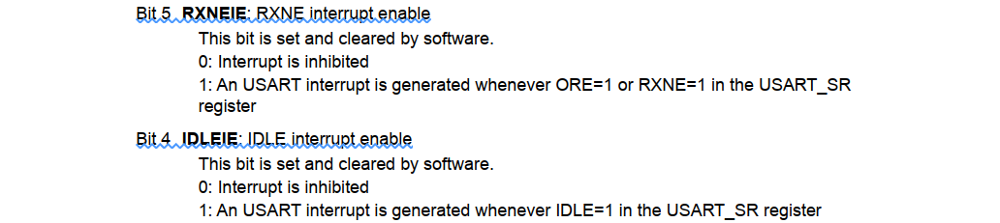 Bit 5 RXNEIE: RXNE interrupt enable
This bit is set and cleared by software.
0: Interrupt is inhibited
1: An USART interrupt is generated whenever ORE=1 or RXNE=1 in the USART_SR
register
Bit 4 IDLEIE: IDLE interrupt enable
This bit is set and cleared by software.
0: Interrupt is inhibited
1: An USART interrupt is generated whenever IDLE=1 in the USART_SR register